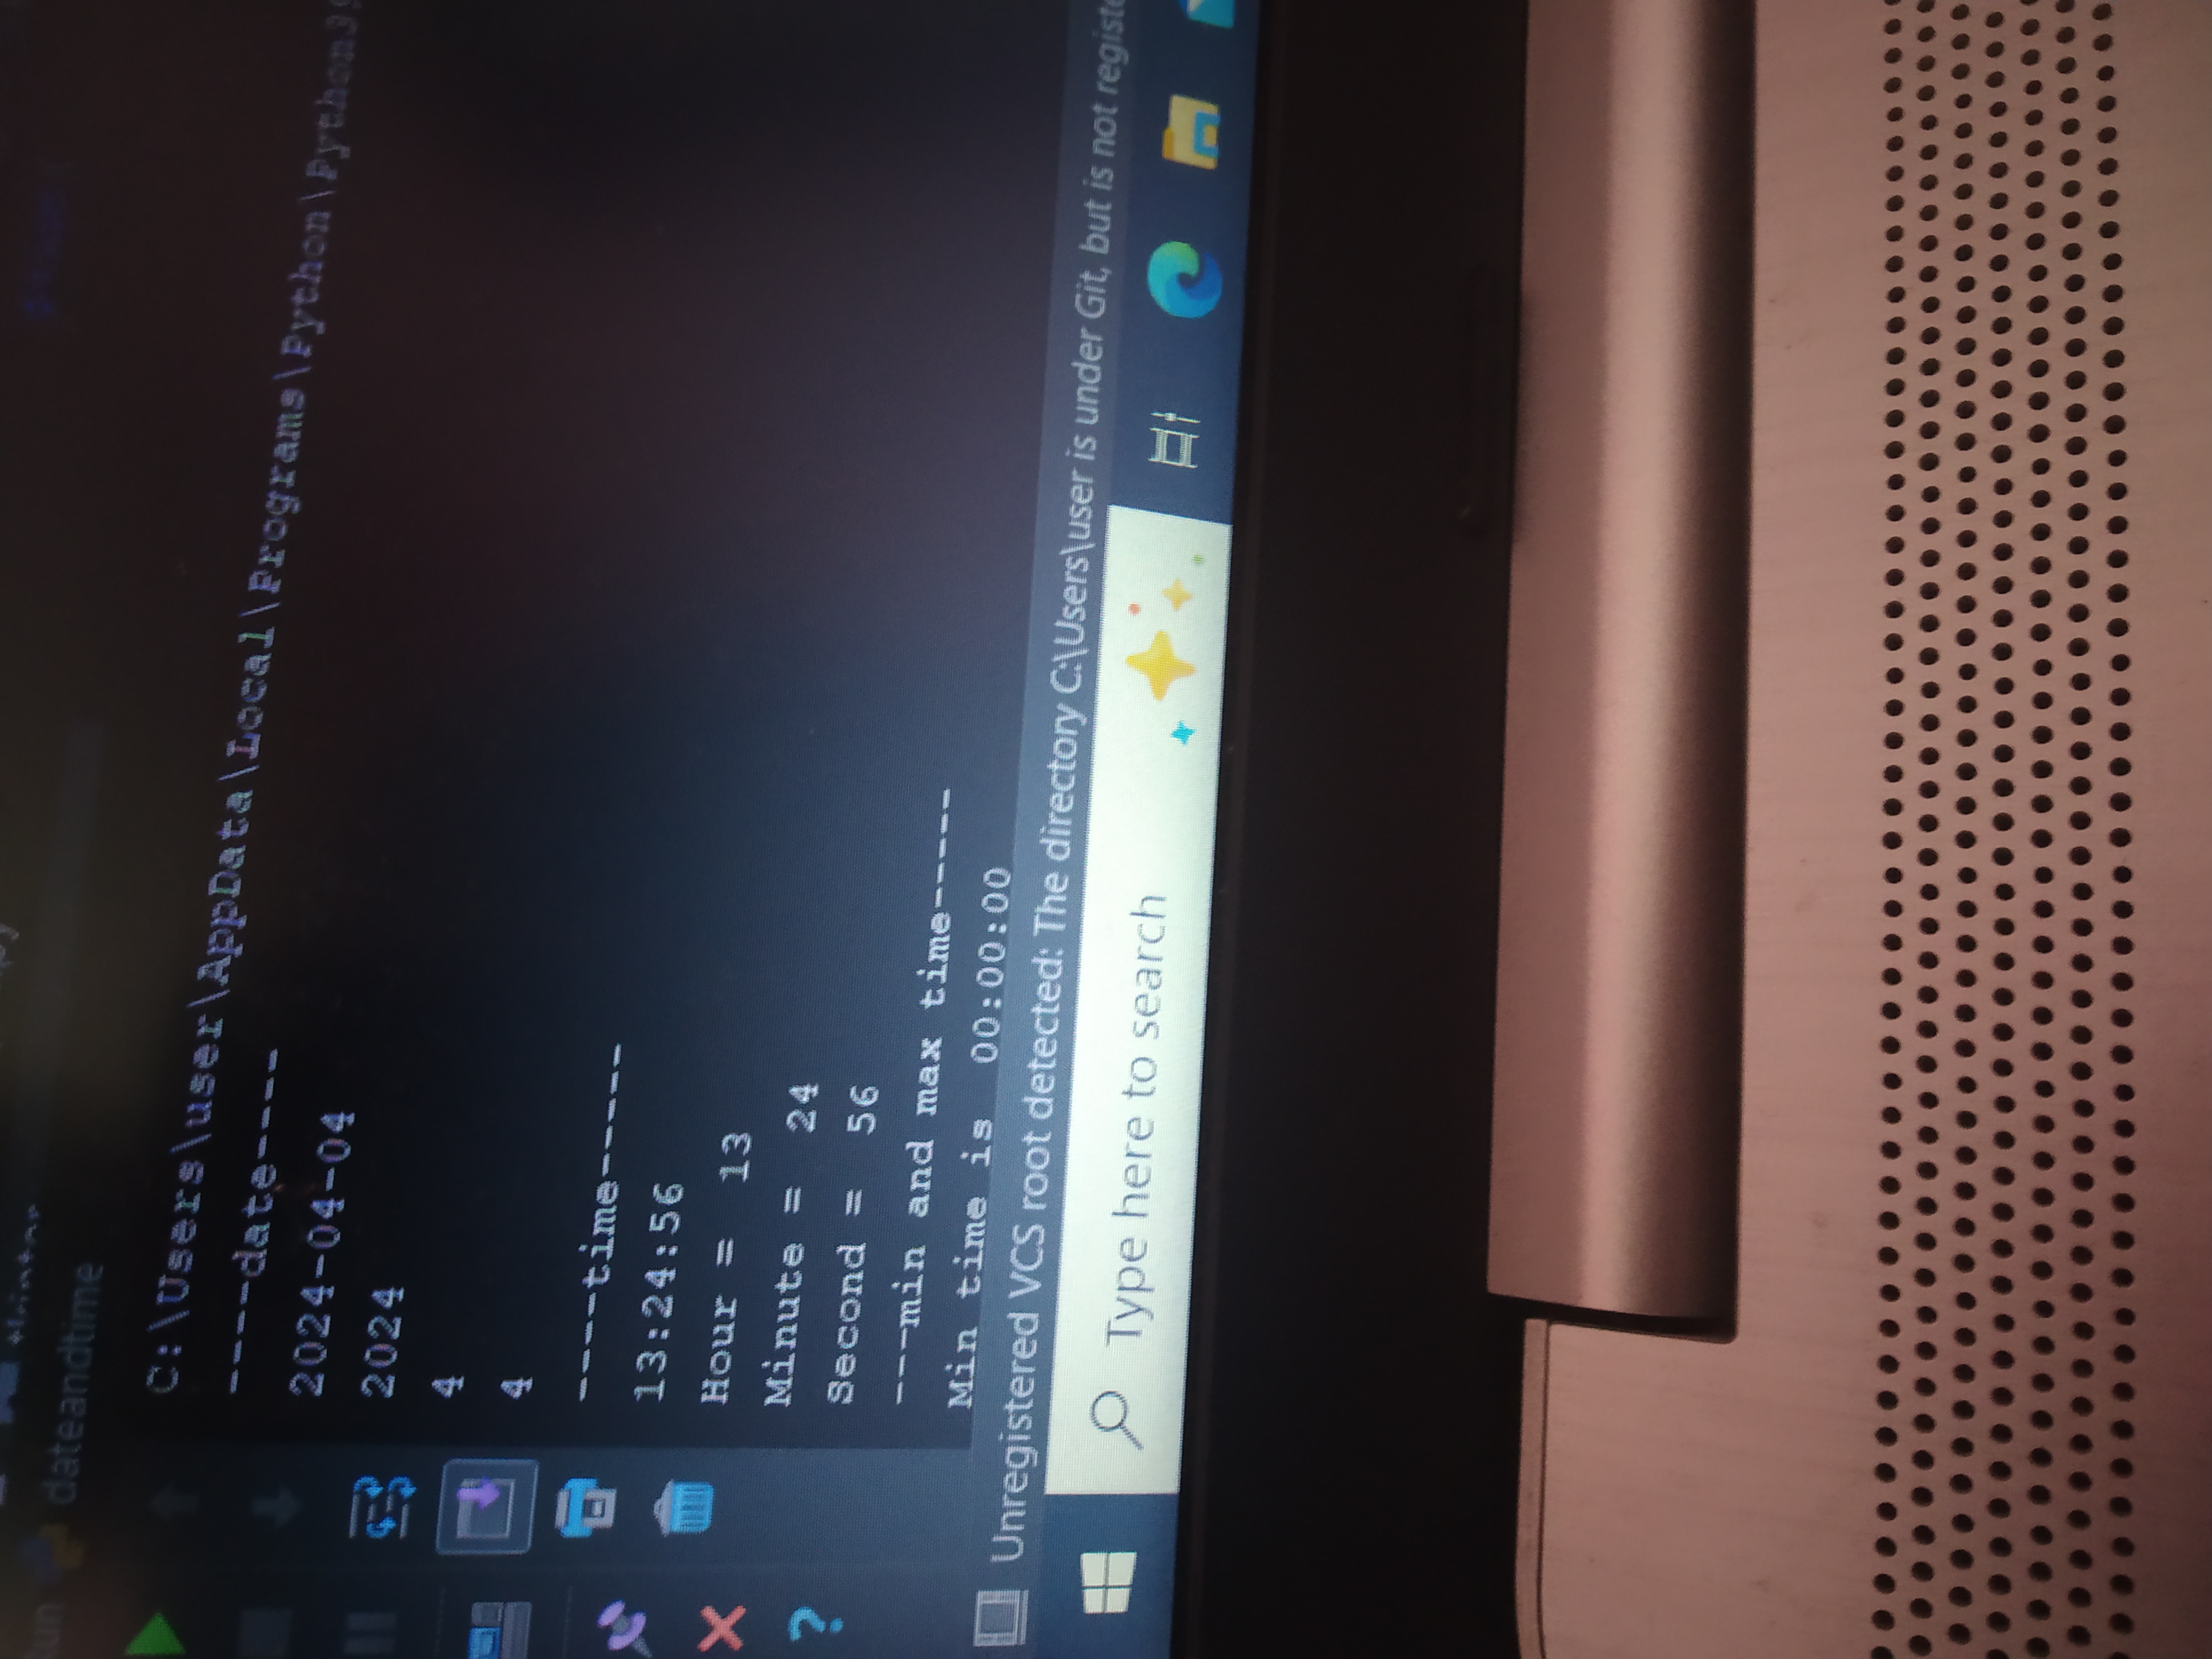 dateandtime
C:\Users\user\AppData\Local\Programs\Python\Python39
----date----
2024-04-04
2024
4
4
----time-----
13:24:56
Hour =  13
Minute =  24
Second =  56
---min and max time-----
Min time is  00:00:00
Unregistered VCS root detected: The directory C:\Users\user is under Git, but is not
Type here to search